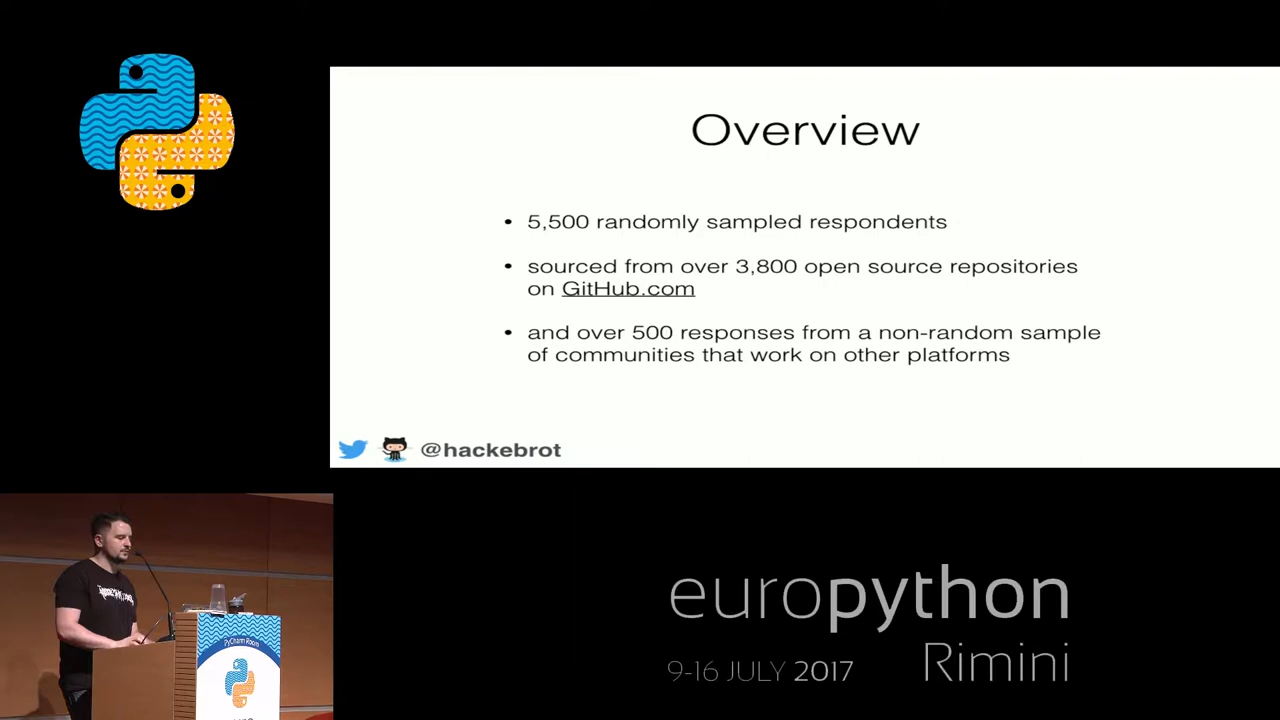 Overview
• 5,500 randomly sampled respondents
• sourced from over 3,800 open source repositories
on GitHub.com
• and over 500 responses from a non-random sample
of communities that work on other platforms
@hackebrot
PyCharm Room
europython
Rimini
9-16 JULY 2017